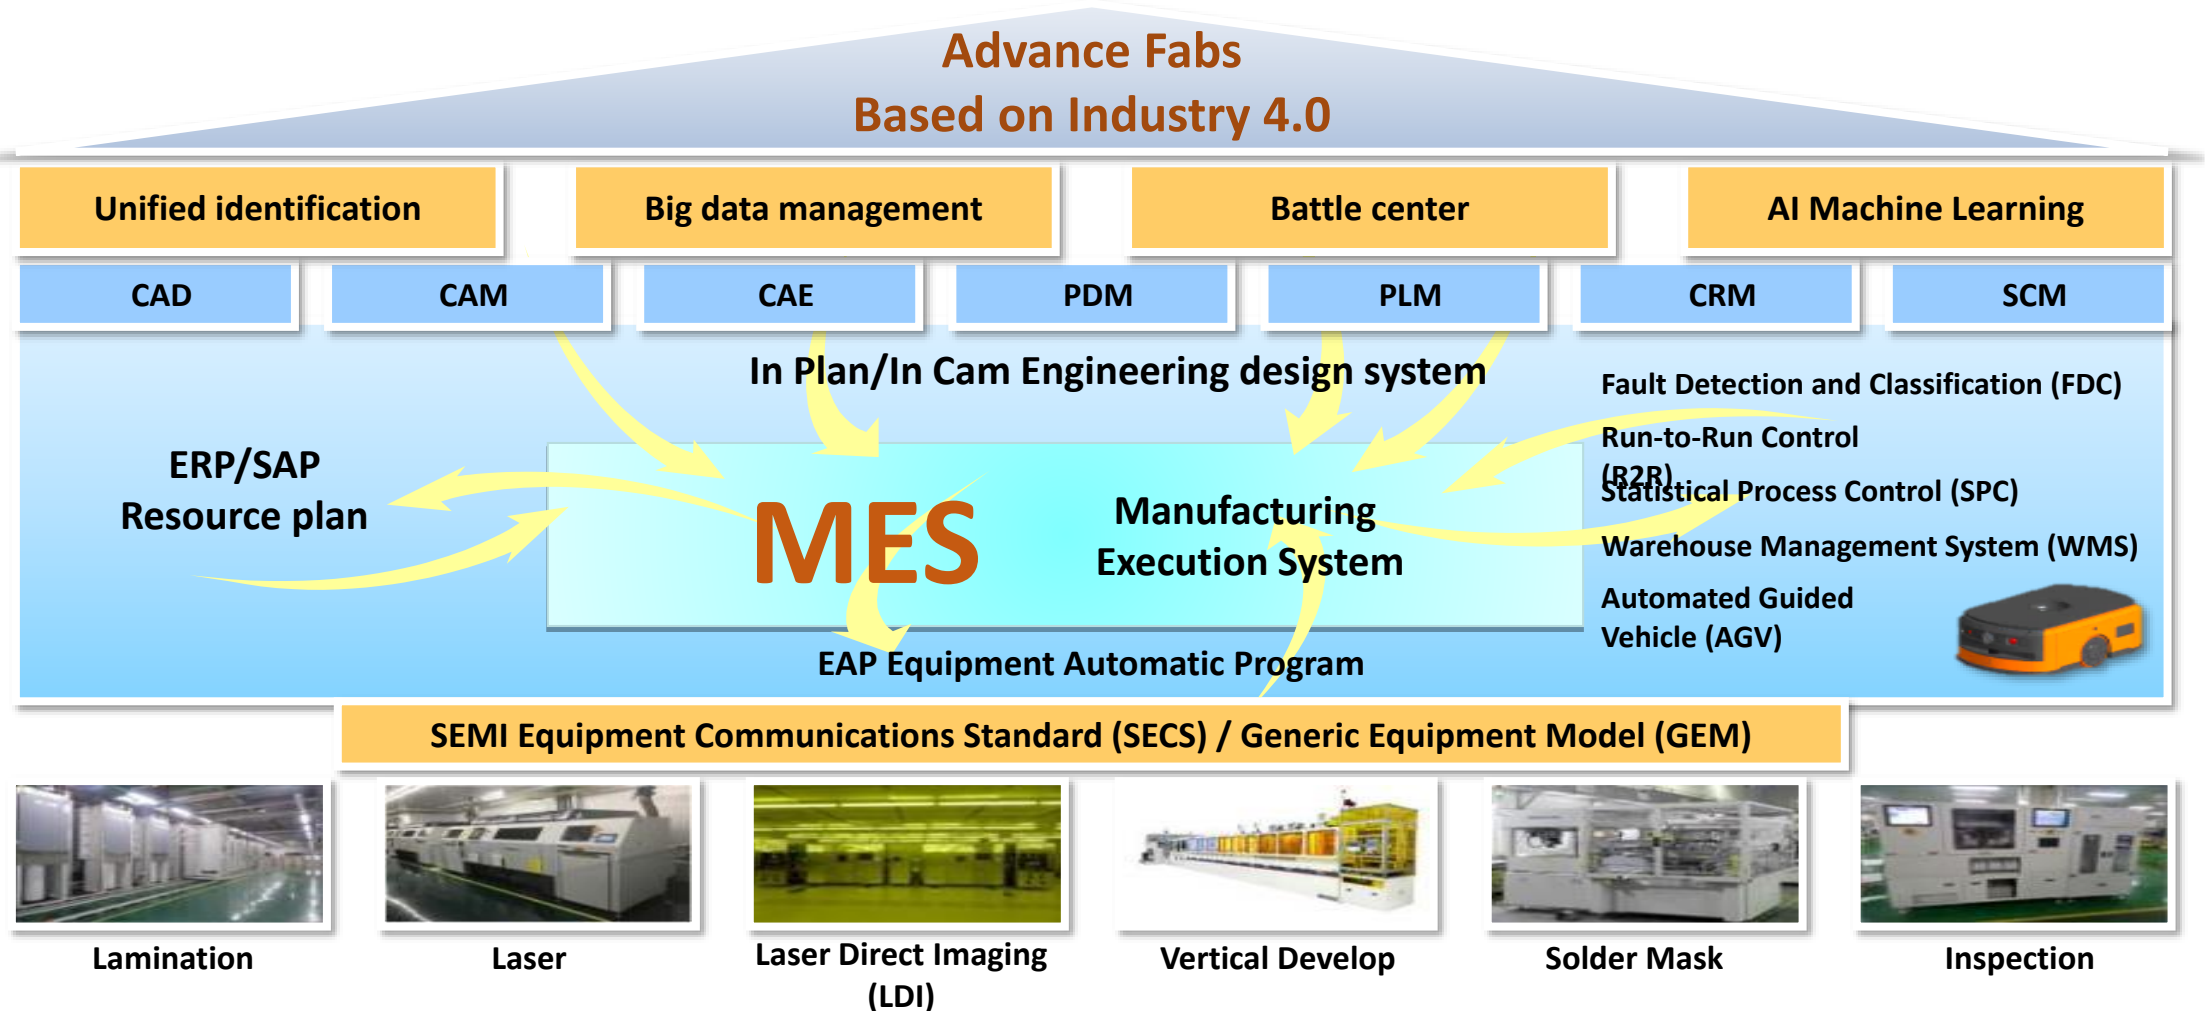 Advance Fabs
Based on Industry 4.0
Unified identification
Big data management
Battle center
AI Machine Learning
CAD
CAM
CAE
PDM
PLM
CRM
SCM
In Plan/In Cam Engineering design system
ERP/SAP
Resource plan
MES
Manufacturing
Execution System
Fault Detection and Classification (FDC)
Run-to-Run Control
(R2R)
Statistical Process Control (SPC)
Warehouse Management System (WMS)
Automated Guided
Vehicle (AGV)
EAP Equipment Automatic Program
SEMI Equipment Communications Standard (SECS) / Generic Equipment Model (GEM)
Lamination
Laser
Laser Direct Imaging
(LDI)
Vertical Develop
Solder Mask
Inspection